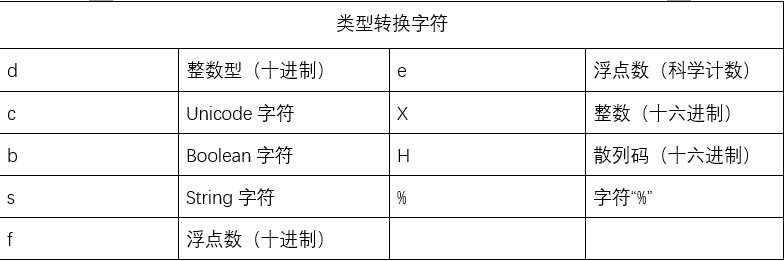 类型转换字符
d 整数型（十进制） e 浮点数（科学计数）
c Unicode 字符 X 整数（十六进制）
b Boolean 字符 H 散列码（十六进制）
s String 字符 % 字符“%”
f 浮点数（十进制）